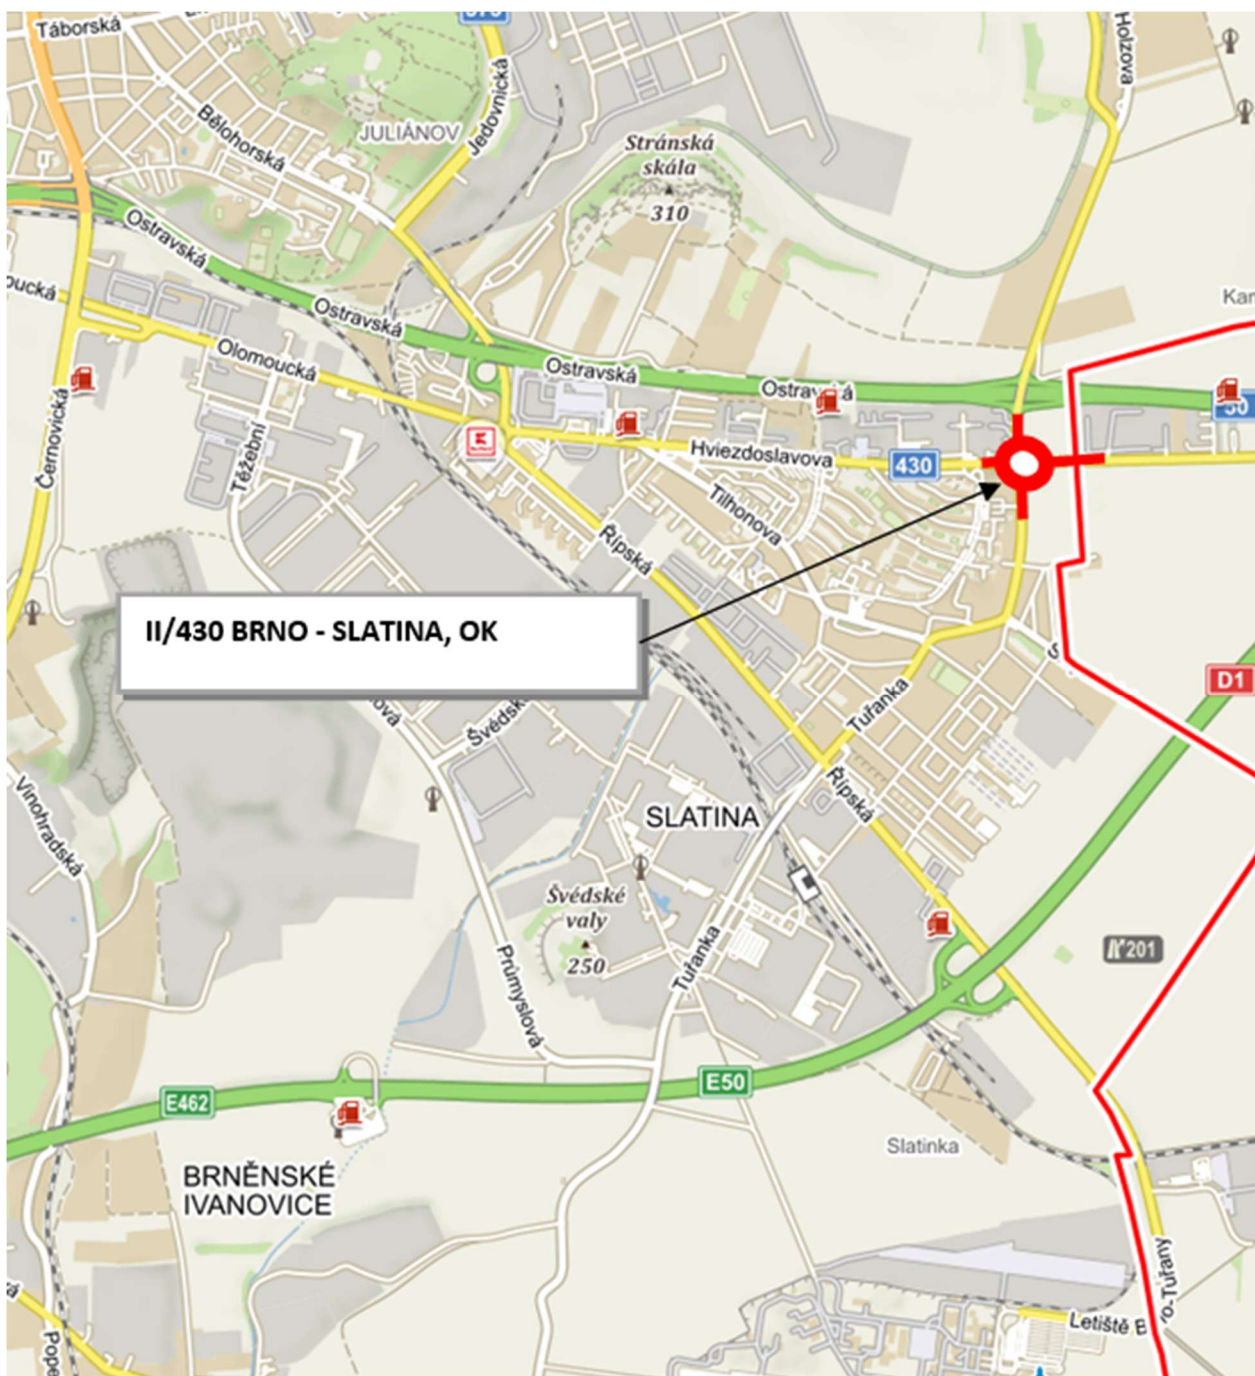 Táborská
Holzova
Bělohorská
JULIÁNOV
Jedovnická
Stránská
skála
310
Ostravská
Ostravská
Olomoucká
Ostravská
Ostravská
50
Černovická
Těžební
Hviezdoslavova
430
Tilhonova
Řípská
II/430 BRNO - SLATINA, OK
D1
Tuřanka
Řípská
Vinohradská
SLATINA
Švédské
valy
250
Tuřanka
201
Průmyslová
E50
E462
Slatinka
BRNĚNSKÉ
IVANOVICE
Letiště B